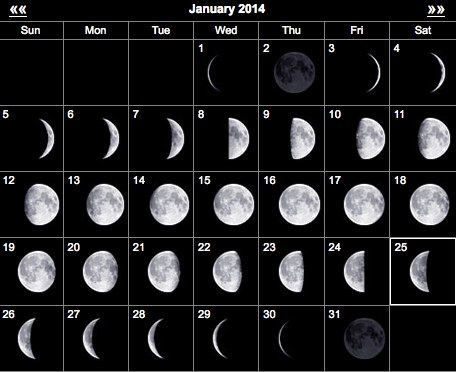 «« January 2014 »»
Sun Mon Tue Wed Thu Fri Sat
1 2 3 4
5 6 7 8 9 10 11
12 13 14 15 16 17 18
19 20 21 22 23 24 25
26 27 28 29 30 31